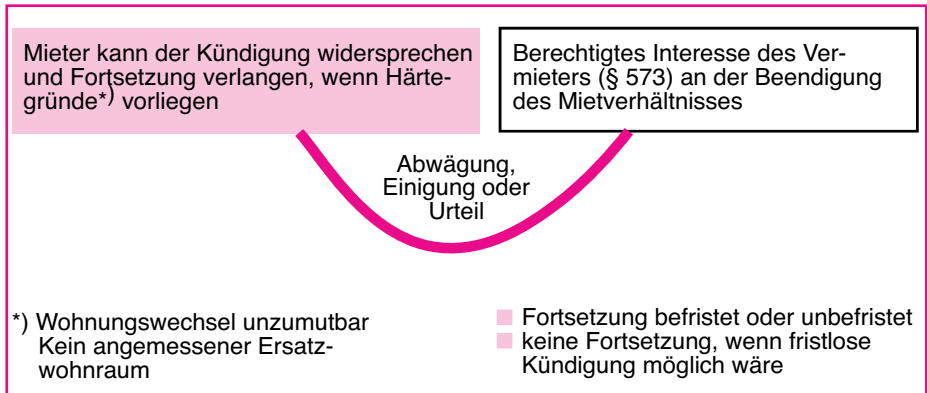 Mieter kann der Kündigung widersprechen
und Fortsetzung verlangen, wenn Härte-
gründe*) vorliegen
Berechtigtes Interesse des Ver-
mieters (§ 573) an der Beendigung
des Mietverhältnisses
Abwägung,
Einigung oder
Urteil
*) Wohnungswechsel unzumutbar
Kein angemessener Ersatz-
wohnraum
Fortsetzung befristet oder unbefristet
keine Fortsetzung, wenn fristlose
Kündigung möglich wäre